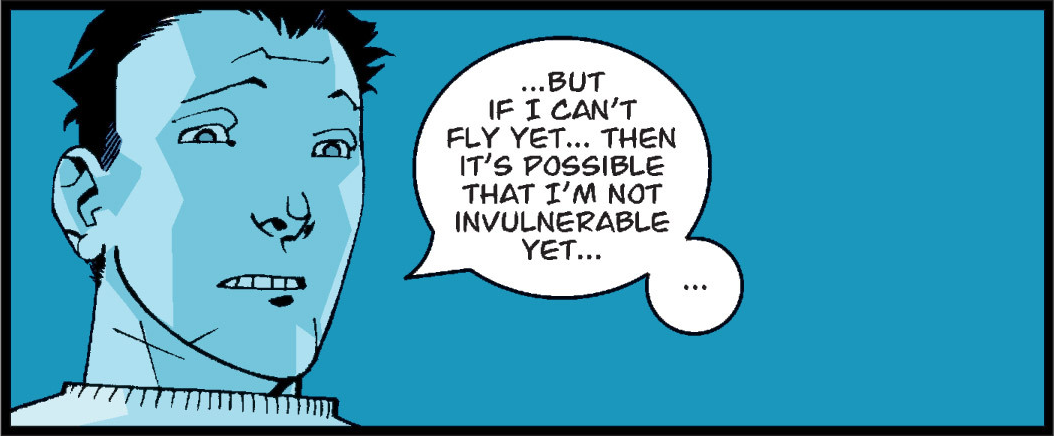 ...BUT
IF I CAN'T
FLY YET... THEN
IT'S POSSIBLE
THAT I'M NOT
INVULNERABLE
YET...
...